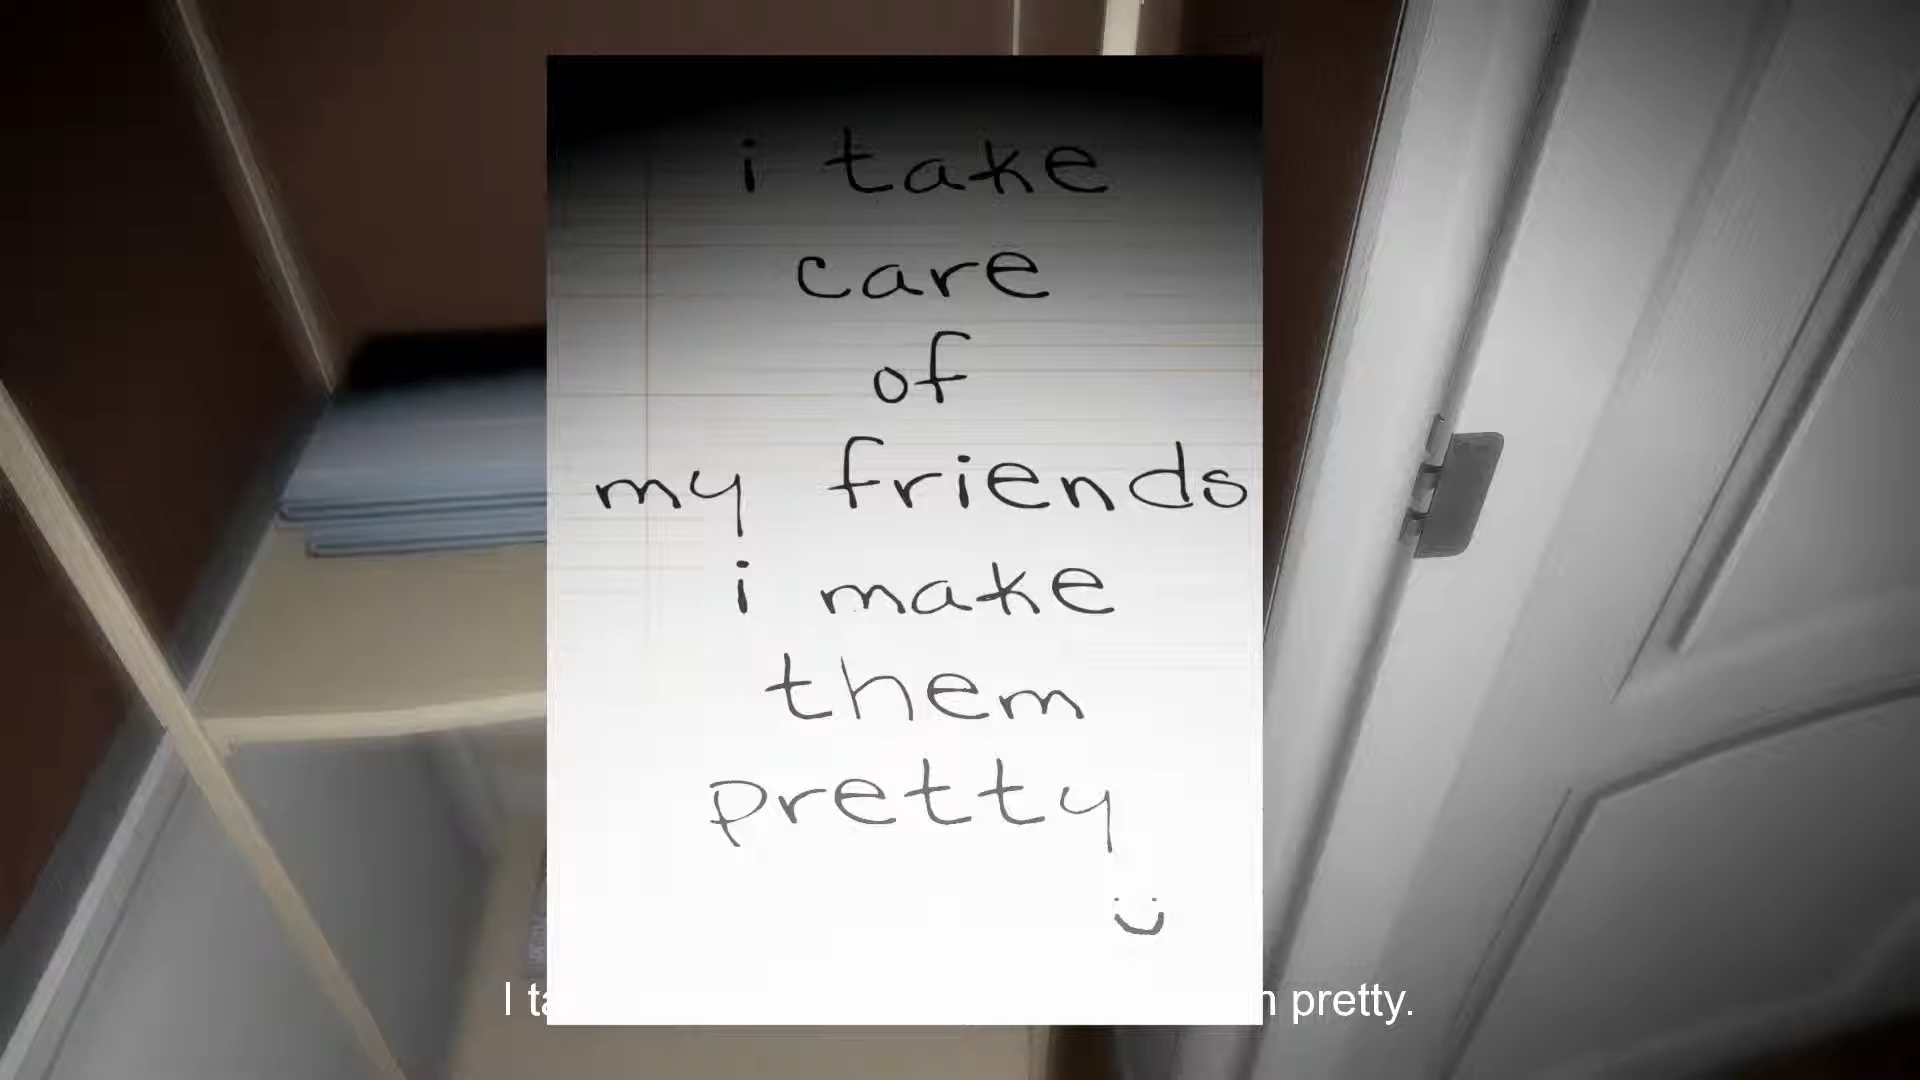 i take
care
of
my friends
i make
them
pretty
I ta
pretty.